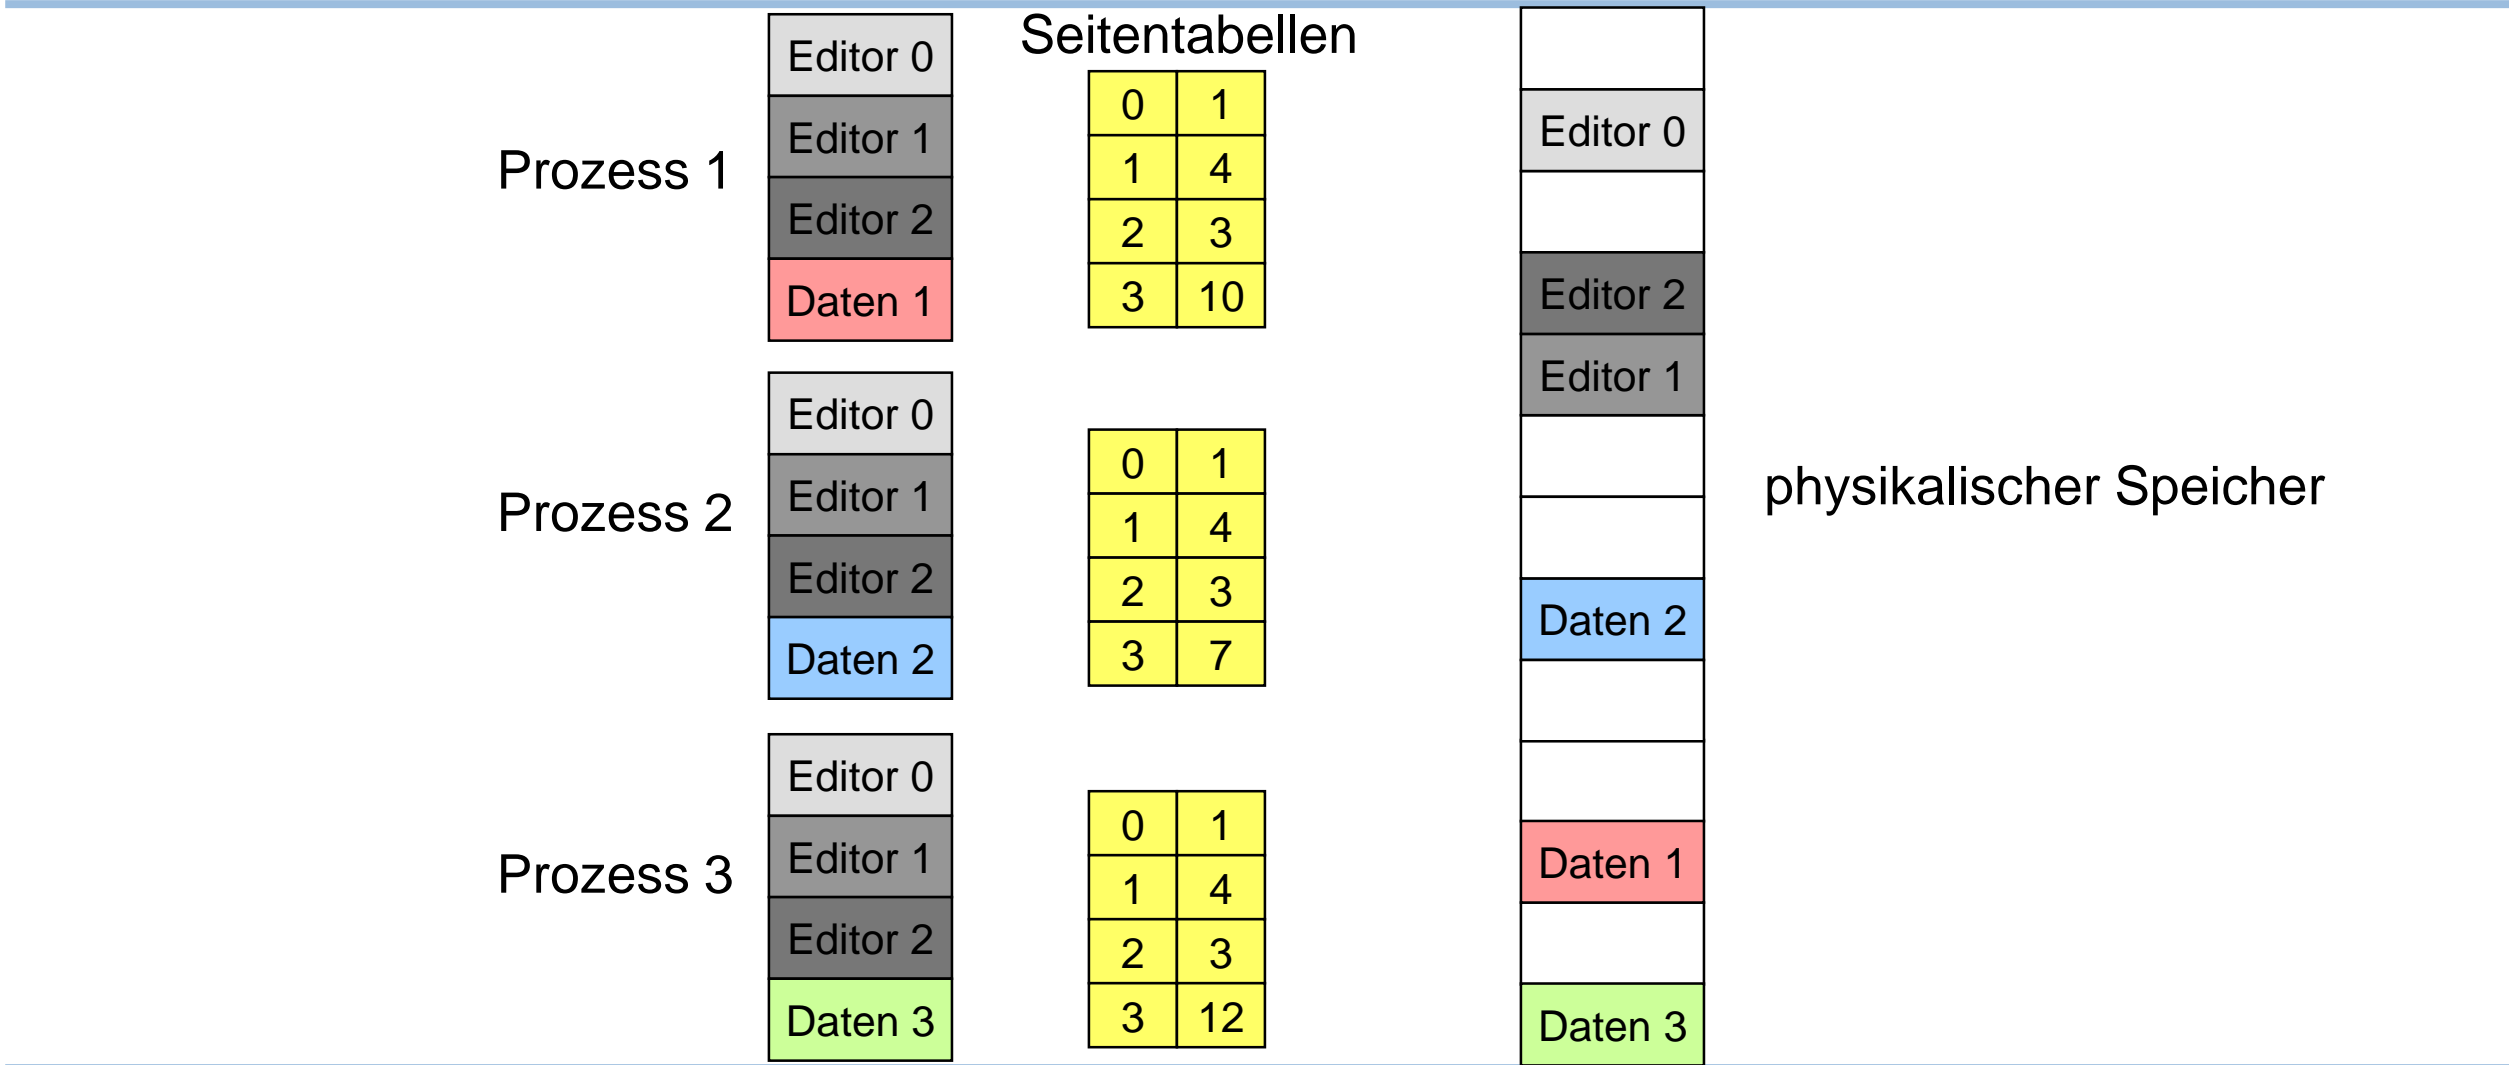 Seitentabellen
Prozess 1
Editor 0
Editor 1
Editor 2
Daten 1
0 1
1 4
2 3
3 10
Prozess 2
Editor 0
Editor 1
Editor 2
Daten 2
0 1
1 4
2 3
3 7
Prozess 3
Editor 0
Editor 1
Editor 2
Daten 3
0 1
1 4
2 3
3 12
Editor 0
Editor 2
Editor 1
Daten 2
Daten 1
Daten 3
physikalischer Speicher